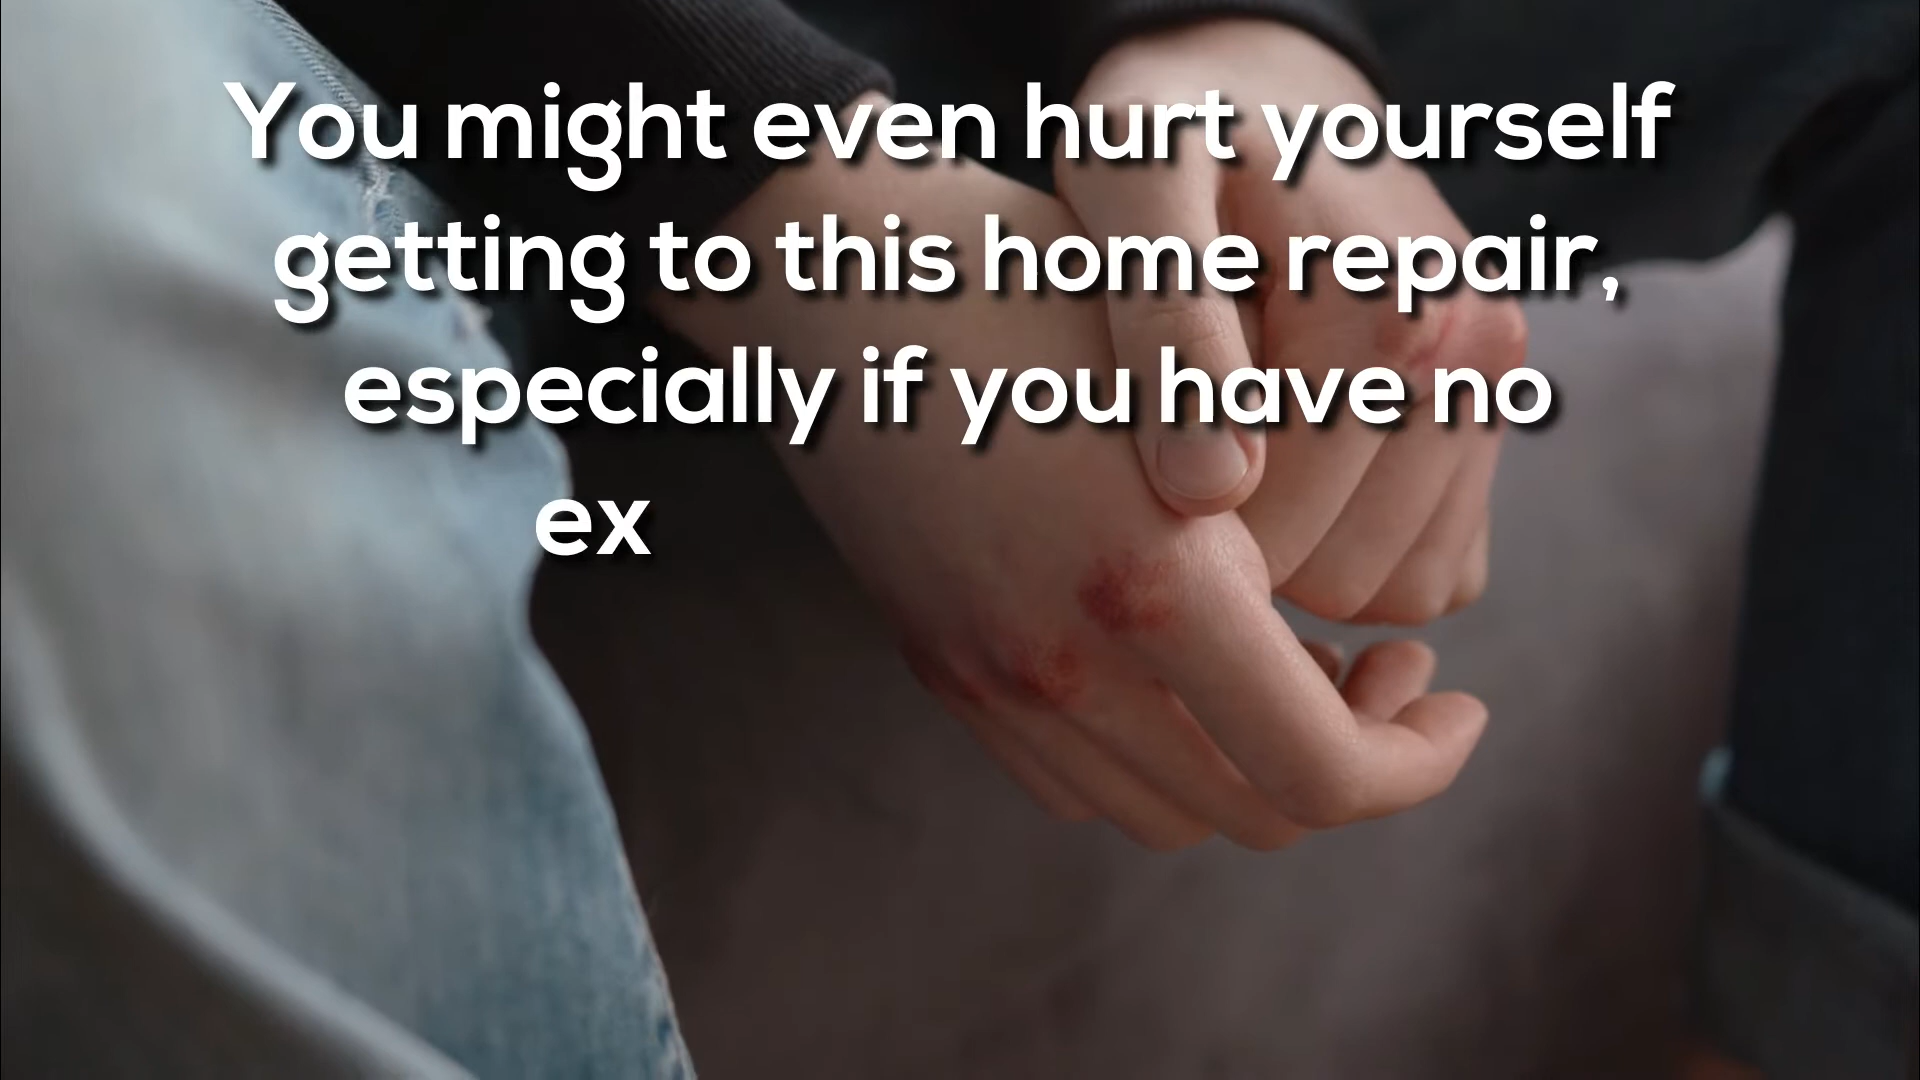 You might even hurt yourself
getting to this home repair,
especially if you have no
ex